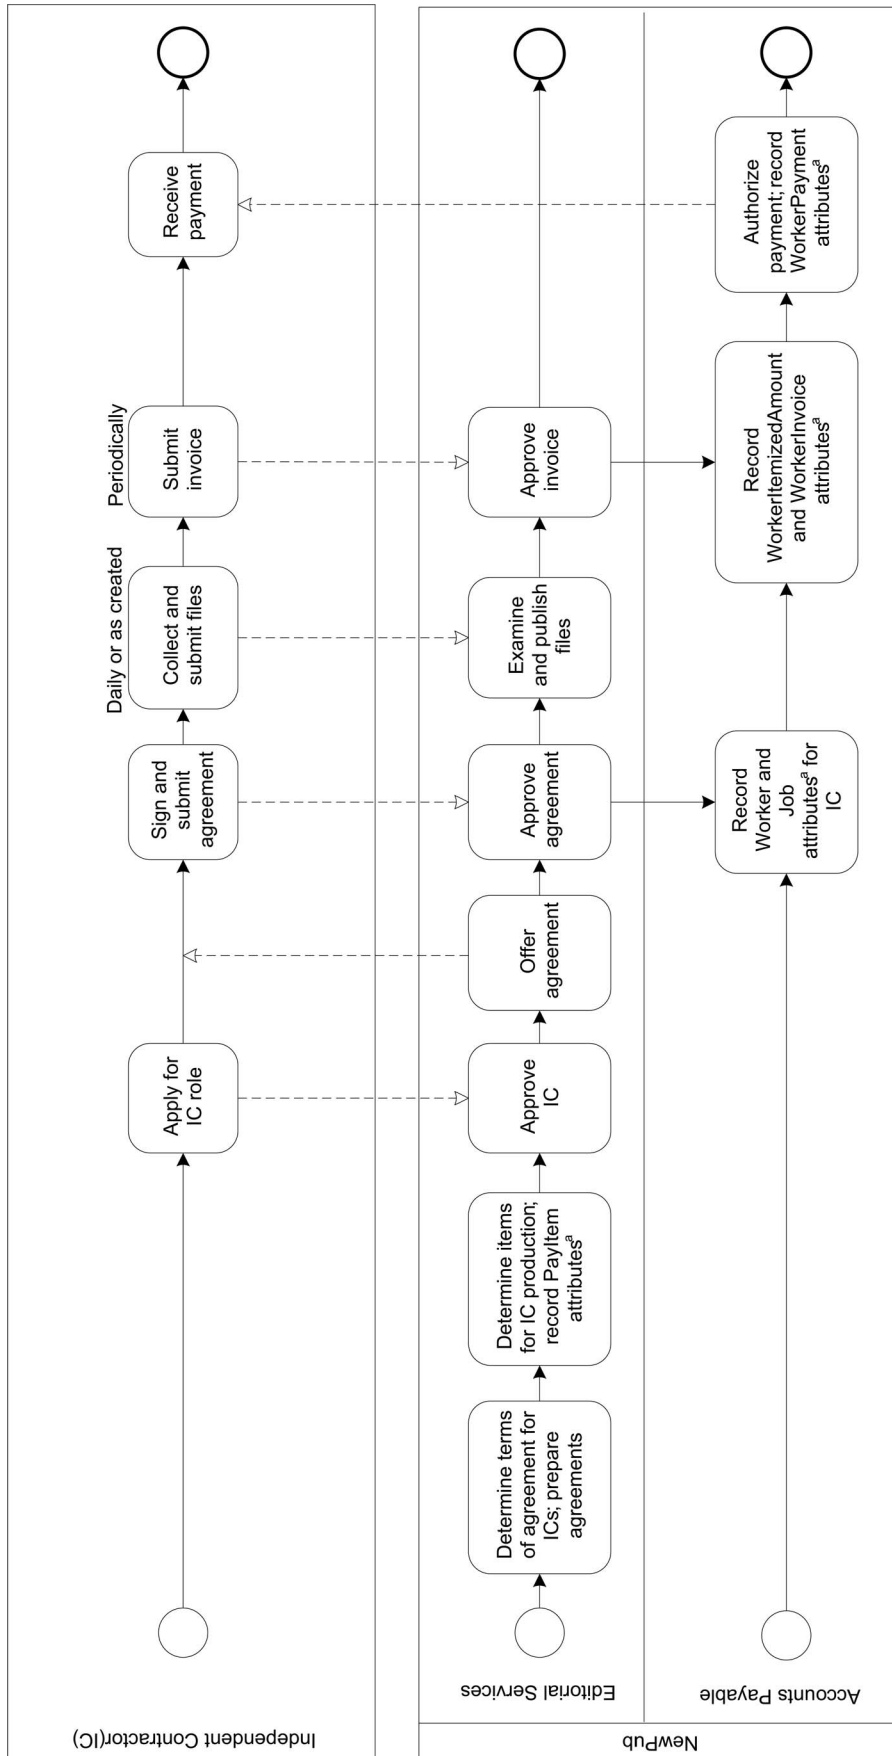 Independent Contractor(IC)
Apply for
IC role
Sign and
submit
agreement
Daily or as created
Collect and
submit files
Periodically
Submit
invoice
Receive
payment
NewPub
Editorial Services
Determine terms
of agreement for
ICs; prepare
agreements
Determine items
for IC production;
record PayItem
attributesª
Approve
IC
Offer
agreement
Approve
agreement
Examine
and publish
files
Approve
invoice
Accounts Payable
Record
Worker and
Job
attributesª for
IC
Record
WorkerItemizedAmount
and WorkerInvoice
attributesª
Authorize
payment; record
WorkerPayment
attributesª